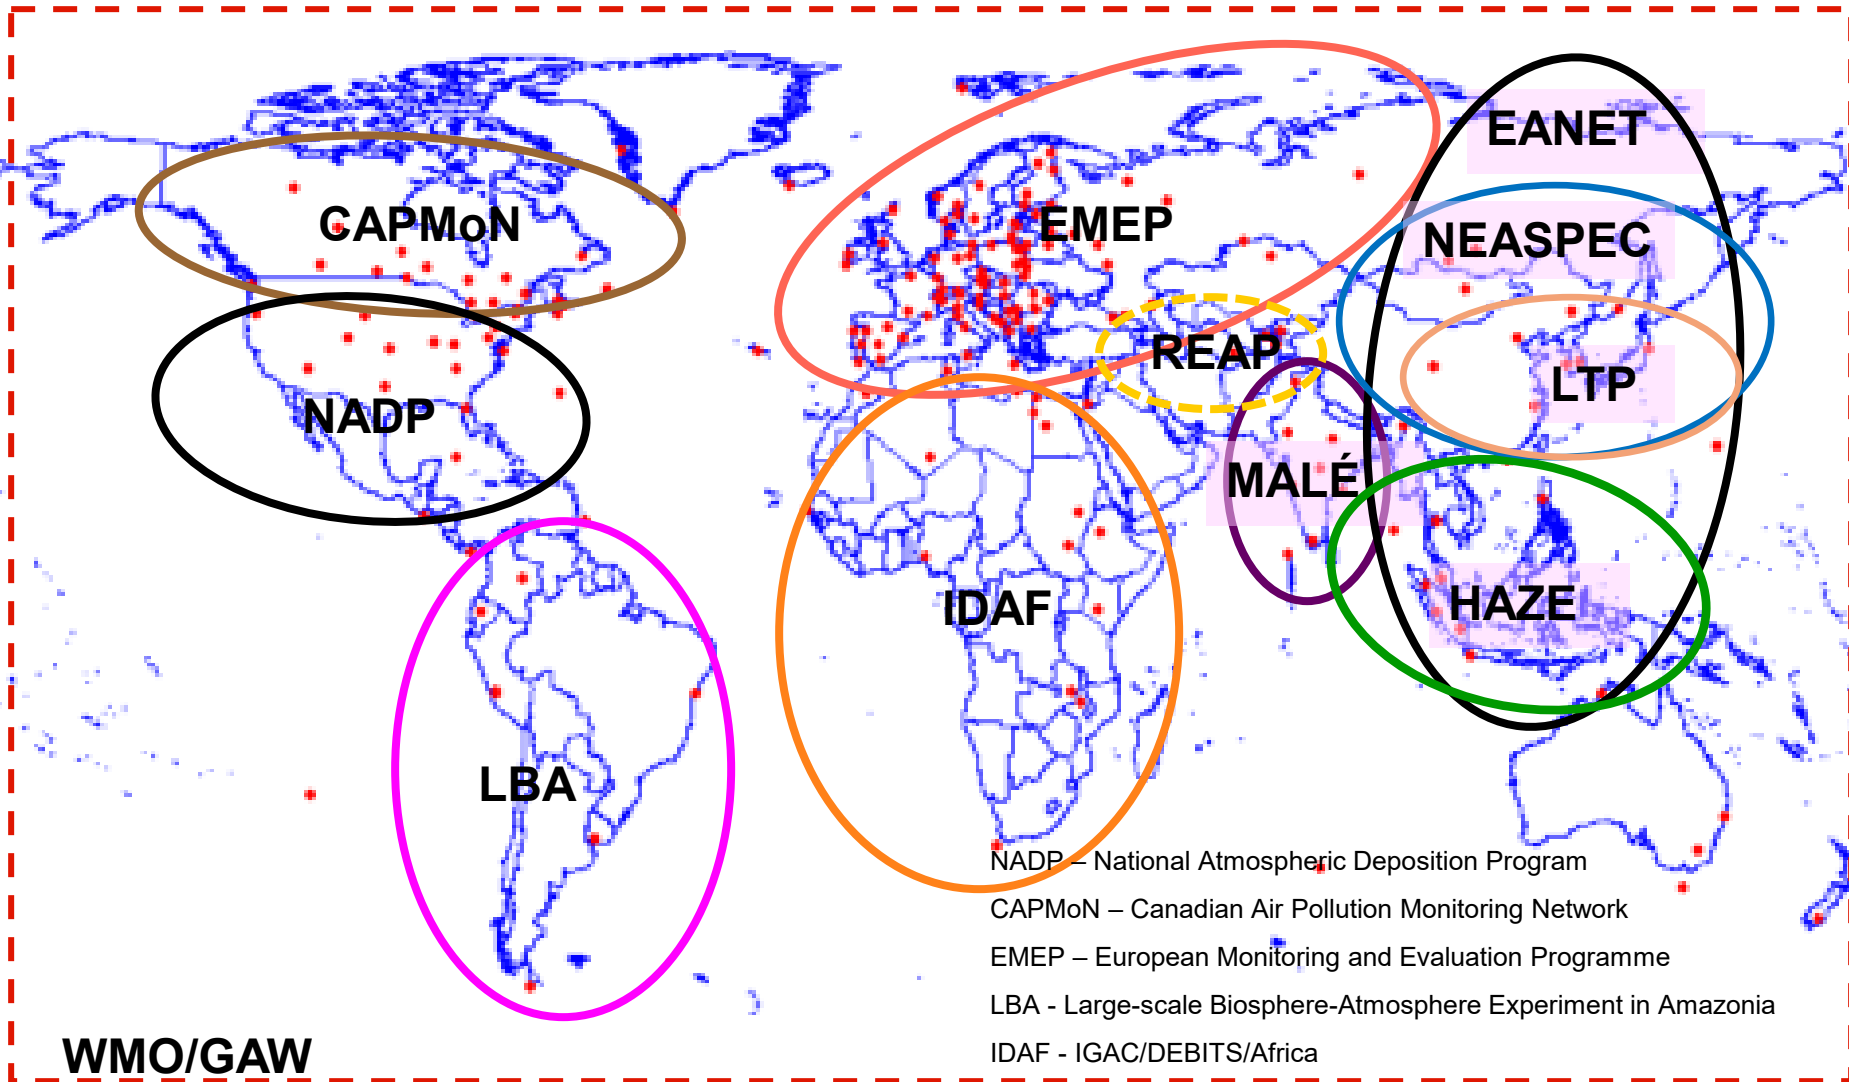 EANET
CAPMoN
EMEP
NEASPEC
REAP
LTP
NADP
MALÉ
IDAF
HAZE
LBA
NADP – National Atmospheric Deposition Program
CAPMoN – Canadian Air Pollution Monitoring Network
EMEP – European Monitoring and Evaluation Programme
LBA - Large-scale Biosphere-Atmosphere Experiment in Amazonia
IDAF - IGAC/DEBITS/Africa
WMO/GAW